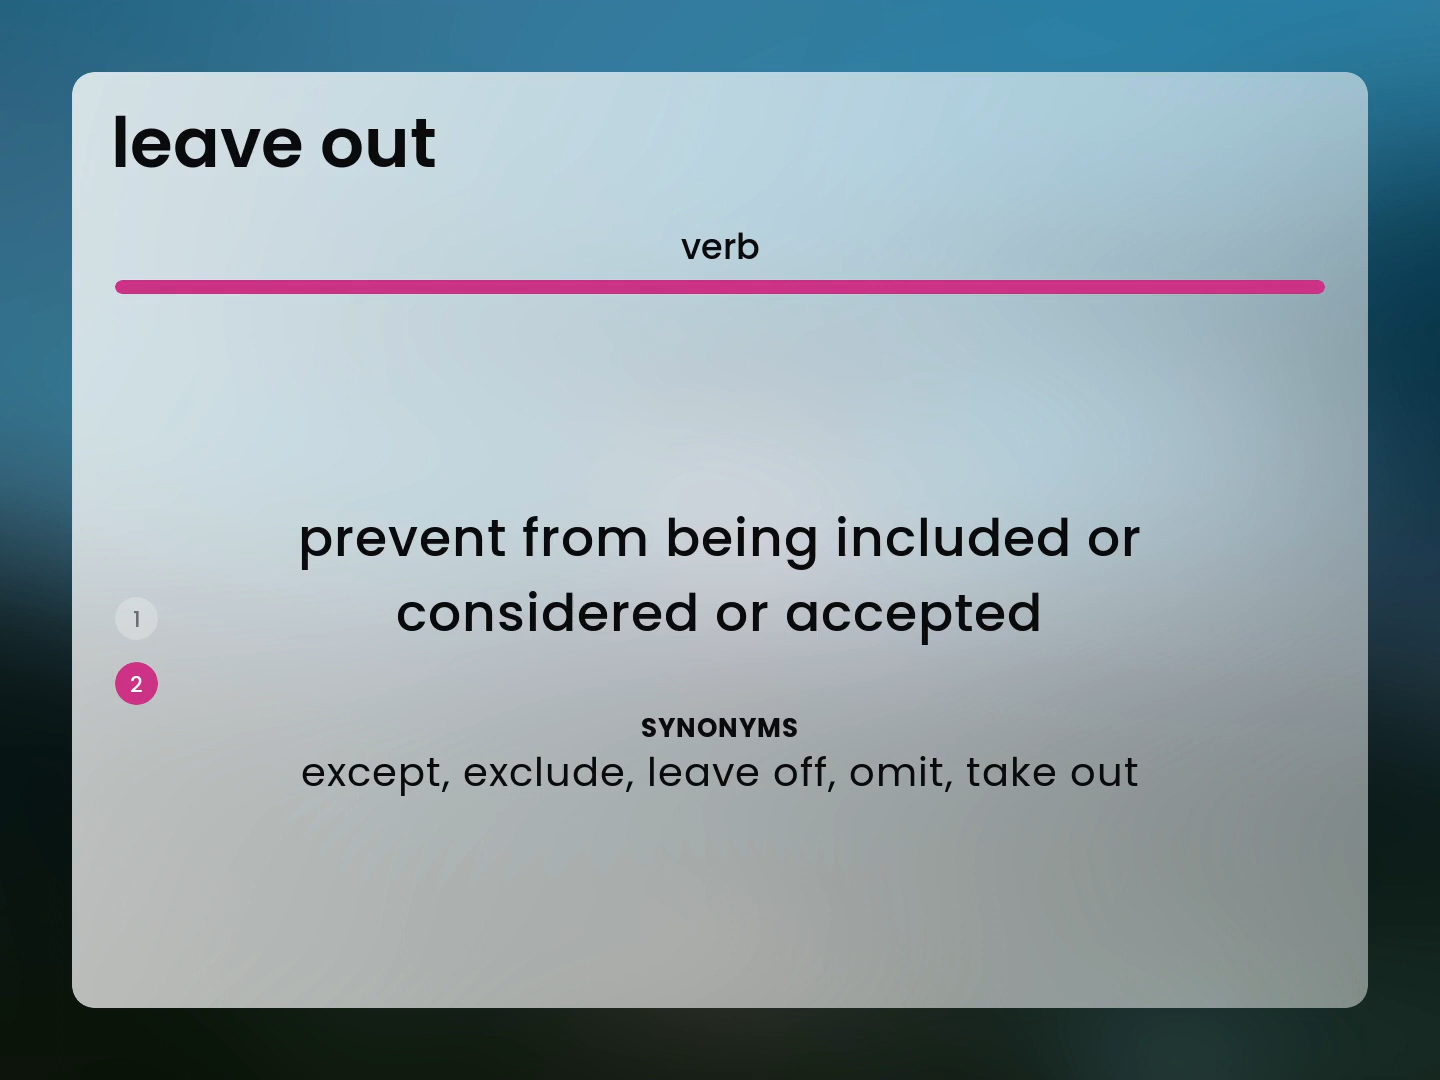 leave out
verb
prevent from being included or
considered or accepted
1
2
SYNONYMS
except, exclude, leave off, omit, take out